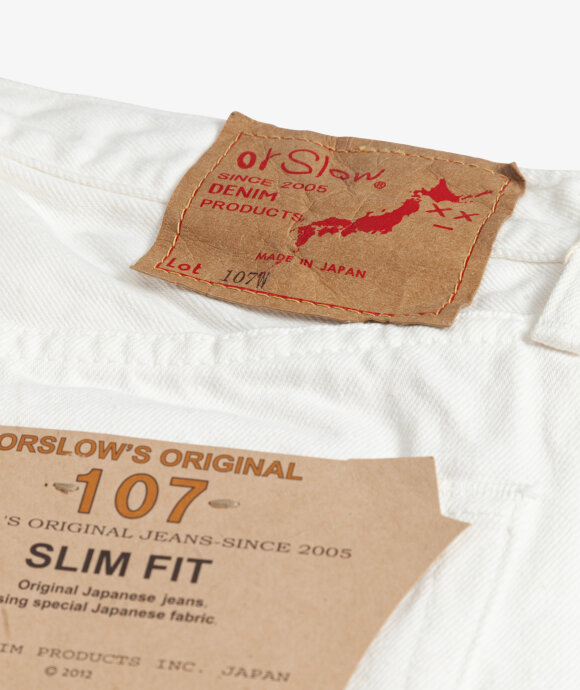 orSlow®
SINCE 2005
DENIM
PRODUCTS
MADE IN JAPAN
Lot 107W
ORSLOW'S ORIGINAL
107
'S ORIGINAL JEANS-SINCE 2005
SLIM FIT
Original Japanese jeans,
sing special Japanese fabric.
IM PRODUCTS INC. JAPAN
© 2012